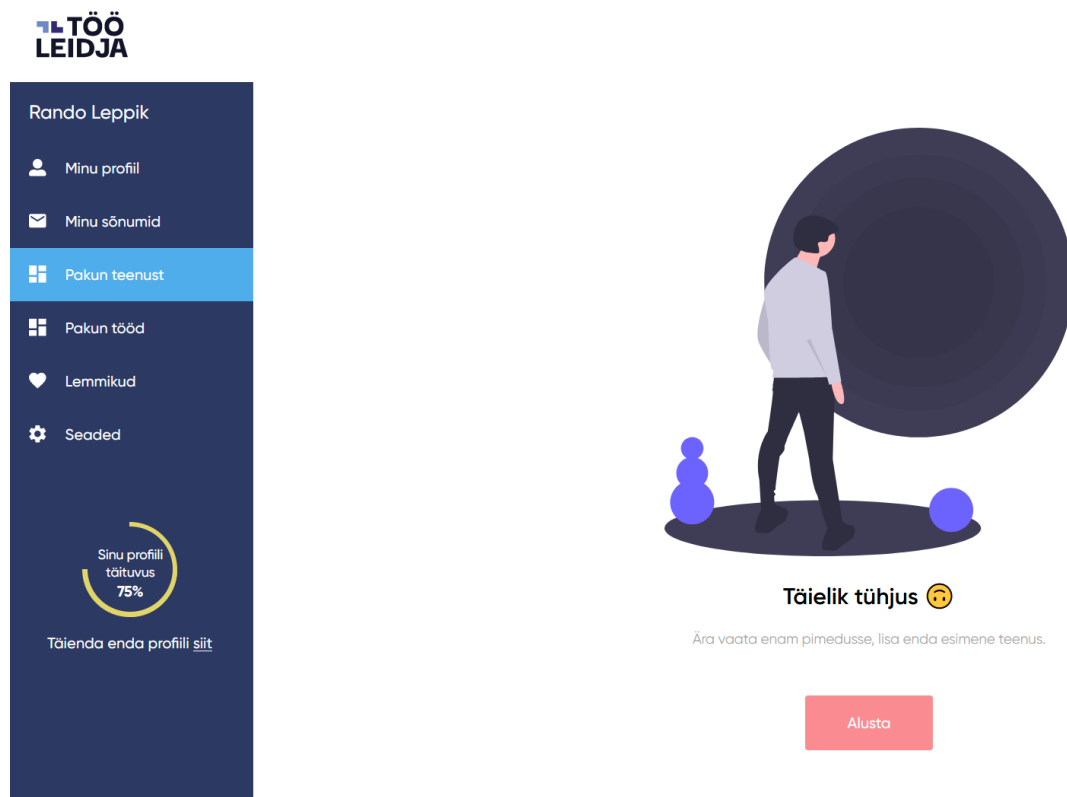 TÖÖ
LEIDJA
Rando Leppik
Minu profiil
Minu sõnumid
Pakun teenust
Pakun tööd
Lemmikud
Seaded
Sinu profiili
täituvus
75%
Täienda enda profiili siit
Täielik tühjus 🙃
Ära vaata enam pimedusse, lisa enda esimene teenus.
Alusta